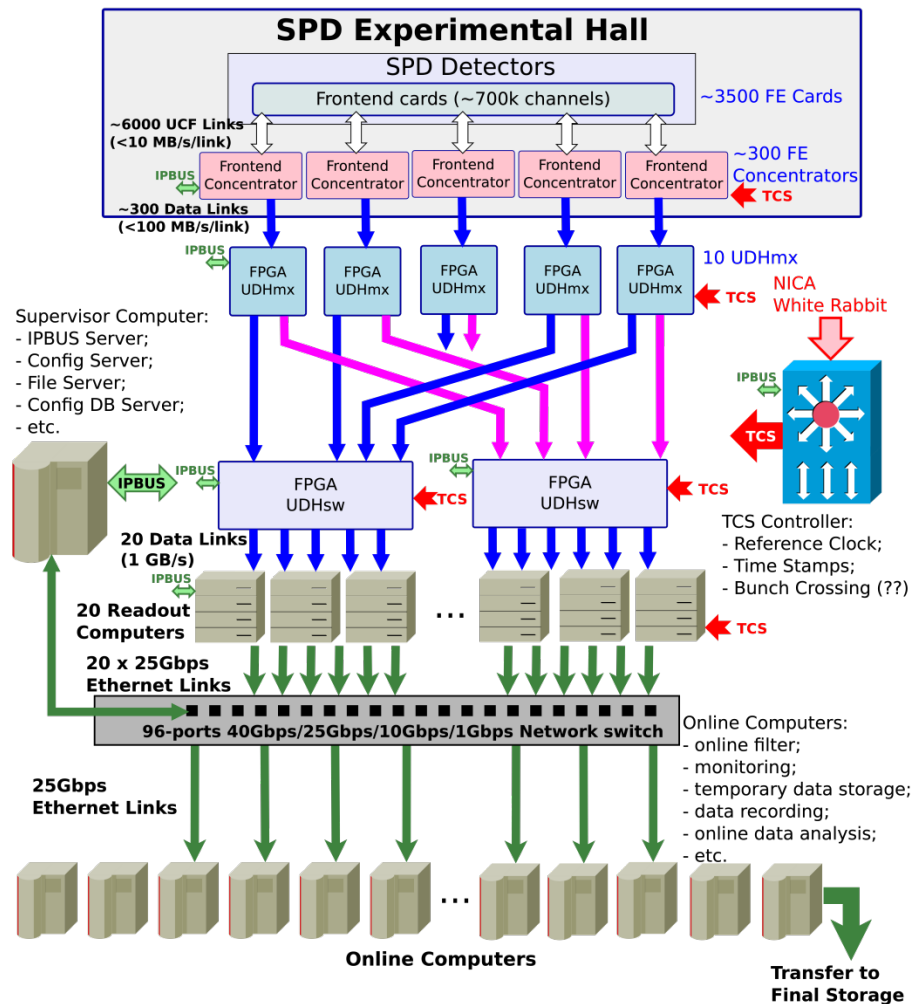 SPD Experimental Hall
SPD Detectors
Frontend cards (~700k channels)
~3500 FE Cards
~6000 UCF Links
(<10 MB/s/link)
Frontend
Concentrator
Frontend
Concentrator
Frontend
Concentrator
Frontend
Concentrator
Frontend
Concentrator
~300 FE
Concentrators
IPBUS
TCS
~300 Data Links
(<100 MB/s/link)
IPBUS
FPGA
UDHmx
FPGA
UDHmx
FPGA
UDHmx
FPGA
UDHmx
FPGA
UDHmx
10 UDHmx
TCS
NICA
White Rabbit
Supervisor Computer:
- IPBUS Server;
- Config Server;
- File Server;
- Config DB Server;
- etc.
IPBUS
TCS
IPBUS
IPBUS
FPGA
UDHsw
TCS
IPBUS
FPGA
UDHsw
TCS
TCS Controller:
- Reference Clock;
- Time Stamps;
- Bunch Crossing (??)
20 Data Links
(1 GB/s)
IPBUS
20 Readout
Computers
...
TCS
20 x 25Gbps
Ethernet Links
96-ports 40Gbps/25Gbps/10Gbps/1Gbps Network switch
Online Computers:
- online filter;
- monitoring;
- temporary data storage;
- data recording;
- online data analysis;
- etc.
25Gbps
Ethernet Links
...
Online Computers
Transfer to
Final Storage